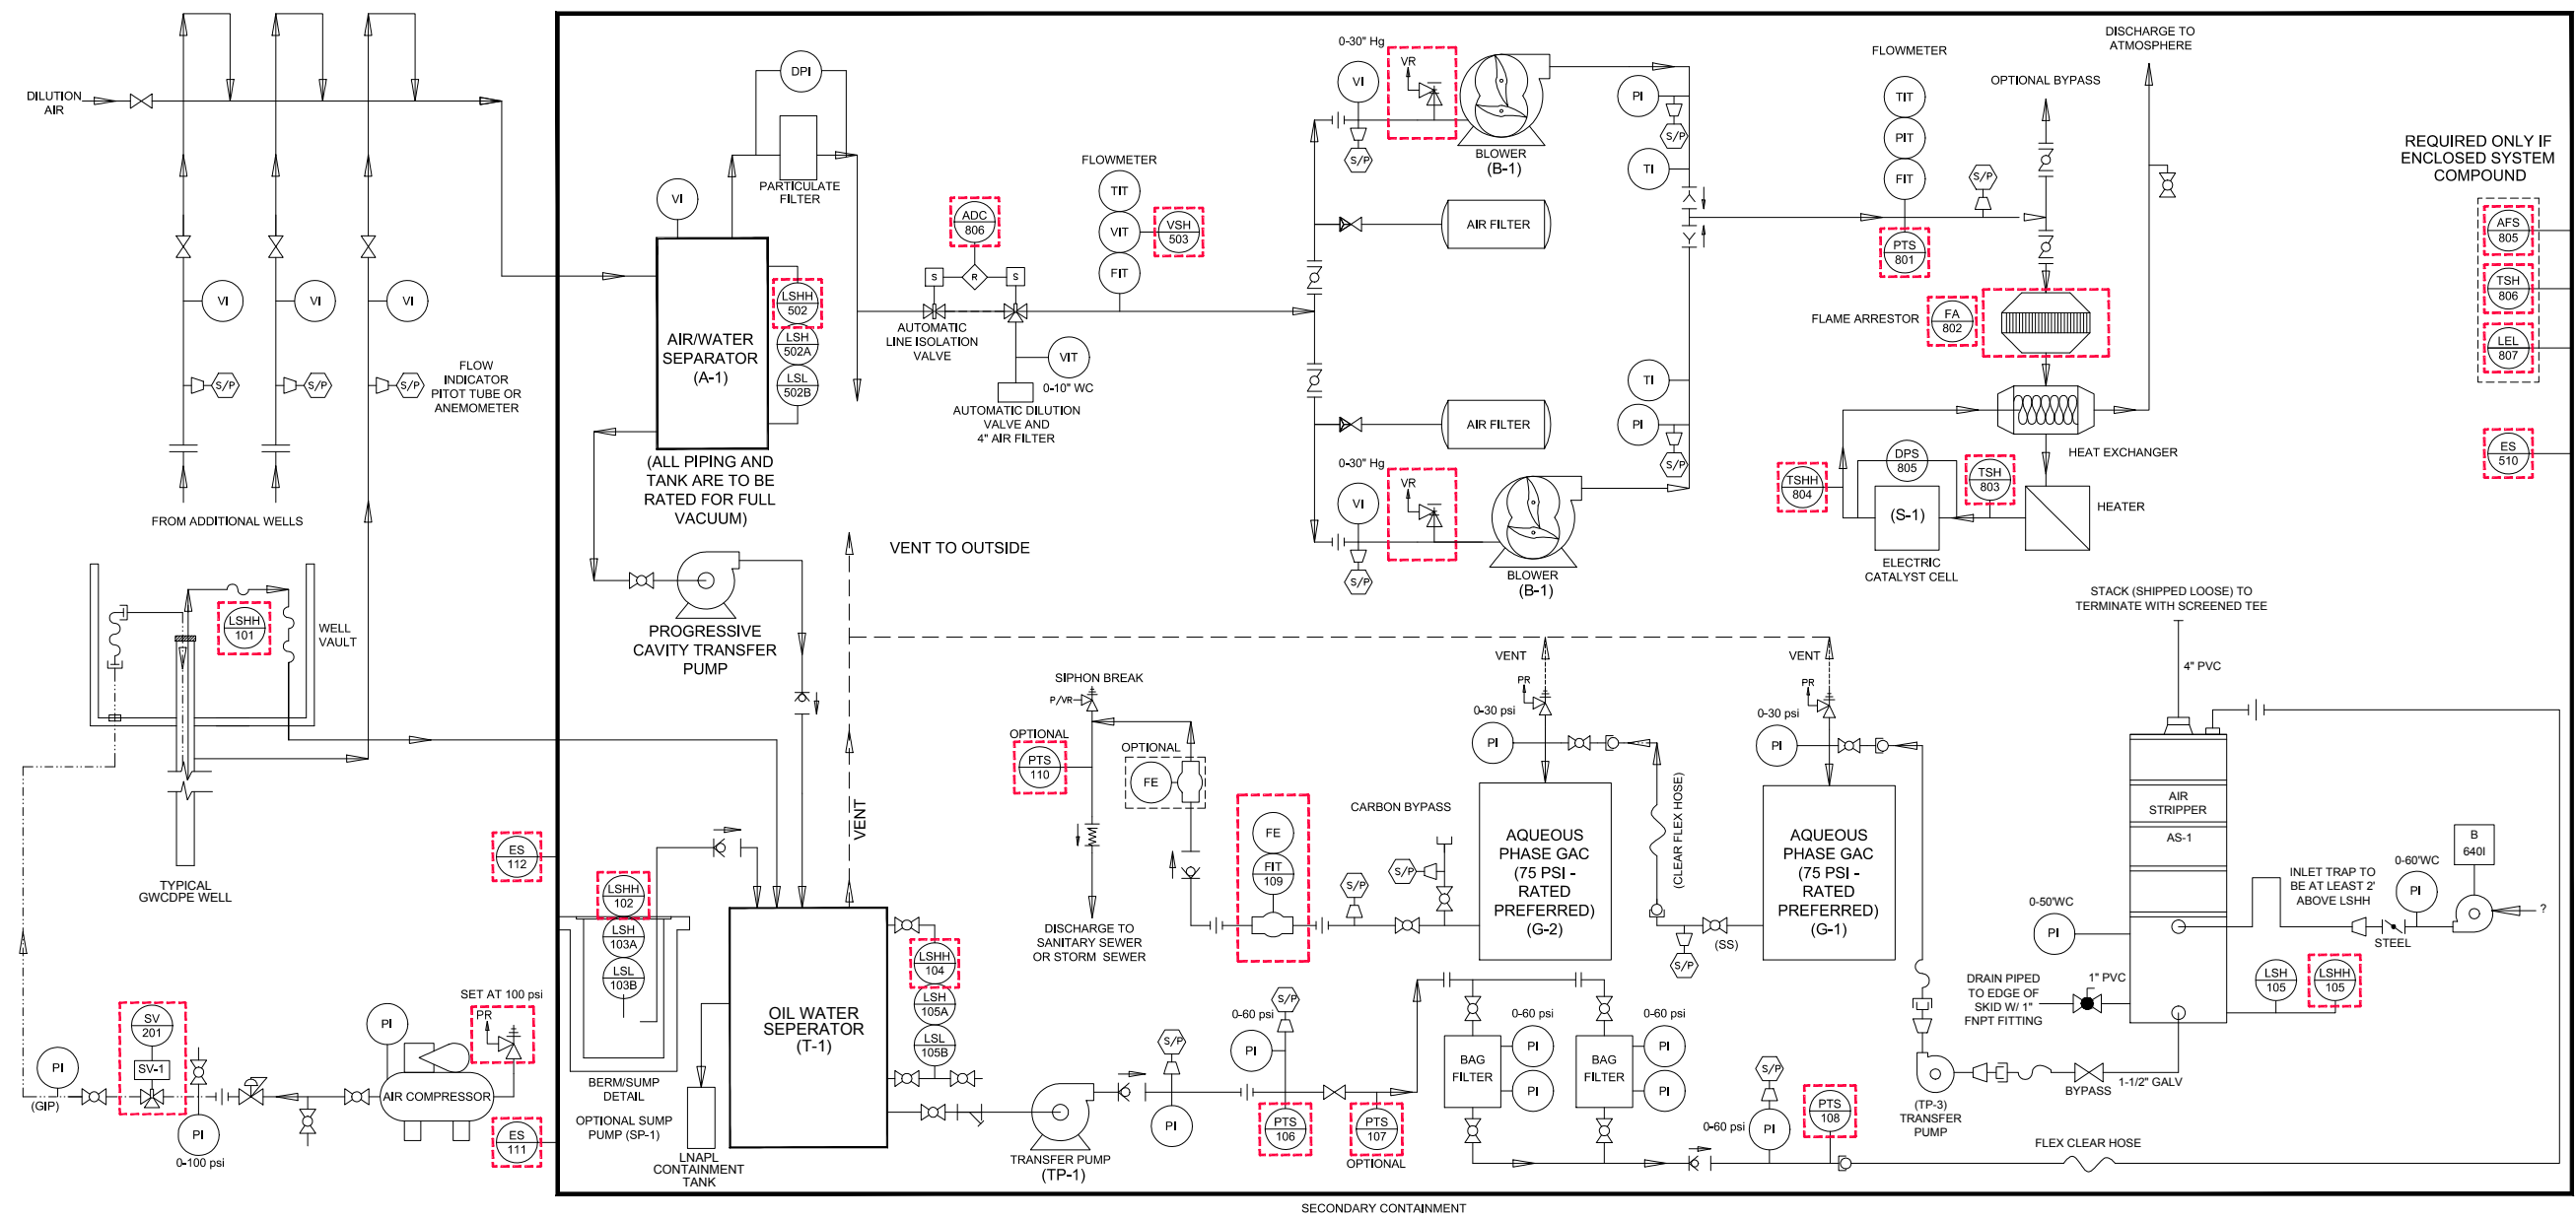 DILUTION
AIR
VI
VI
VI
S/P
S/P
S/P
FLOW
INDICATOR
PITOT TUBE OR
ANEMOMETER
FROM ADDITIONAL WELLS
LSHH
101
WELL
VAULT
TYPICAL
GWCDPE WELL
PI
(GIP)
SV
201
SV-1
PI
0-100 psi
PI
AIR COMPRESSOR
SET AT 100 psi
PR
ES
112
ES
111
DPI
PARTICULATE
FILTER
VI
AIR/WATER
SEPARATOR
(A-1)
LSHH
502
LSH
502A
LSL
502B
(ALL PIPING AND
TANK ARE TO BE
RATED FOR FULL
VACUUM)
PROGRESSIVE
CAVITY TRANSFER
PUMP
ADC
806
S
R
S
AUTOMATIC
LINE ISOLATION
VALVE
FLOWMETER
TIT
VIT
FIT
VSH
503
VIT
0-10" WC
AUTOMATIC DILUTION
VALVE AND
4" AIR FILTER
VENT TO OUTSIDE
0-30" Hg
VI
VR
S/P
BLOWER
(B-1)
AIR FILTER
AIR FILTER
0-30" Hg
VI
VR
S/P
BLOWER
(B-1)
PI
S/P
TI
TI
PI
S/P
FLOWMETER
TIT
PIT
FIT
PTS
801
S/P
OPTIONAL BYPASS
DISCHARGE TO
ATMOSPHERE
FLAME ARRESTOR
FA
802
HEAT EXCHANGER
TSHH
804
DPS
805
TSH
803
(S-1)
HEATER
ELECTRIC
CATALYST CELL
REQUIRED ONLY IF
ENCLOSED SYSTEM
COMPOUND
AFS
805
TSH
806
LEL
807
ES
510
STACK (SHIPPED LOOSE) TO
TERMINATE WITH SCREENED TEE
4" PVC
AIR
STRIPPER
AS-1
INLET TRAP TO
BE AT LEAST 2'
ABOVE LSHH
0-60"WC
PI
B
640I
?
STEEL
0-50"WC
PI
1" PVC
DRAIN PIPED
TO EDGE OF
SKID W/ 1"
FNPT FITTING
LSH
105
LSHH
105
1-1/2" GALV
BYPASS
(TP-3)
TRANSFER
PUMP
FLEX CLEAR HOSE
VENT
LSHH
102
LSH
103A
LSL
103B
BERM/SUMP
DETAIL
OPTIONAL SUMP
PUMP (SP-1)
OIL WATER
SEPERATOR
(T-1)
LSHH
104
LSH
105A
LSL
105B
LNAPL
CONTAINMENT
TANK
TRANSFER PUMP
(TP-1)
S/P
PI
0-60 psi
PI
S/P
PTS
106
PTS
107
OPTIONAL
SIPHON BREAK
P/VR
OPTIONAL
PTS
110
DISCHARGE TO
SANITARY SEWER
OR STORM SEWER
OPTIONAL
FE
FE
FIT
109
S/P
S/P
CARBON BYPASS
VENT
PR
0-30 psi
PI
AQUEOUS
PHASE GAC
(75 PSI -
RATED
PREFERRED)
(G-2)
(CLEAR FLEX HOSE)
S/P
(SS)
VENT
PR
0-30 psi
PI
AQUEOUS
PHASE GAC
(75 PSI -
RATED
PREFERRED)
(G-1)
BAG
FILTER
0-60 psi
PI
PI
BAG
FILTER
0-60 psi
PI
PI
0-60 psi
S/P
PI
PTS
108
SECONDARY CONTAINMENT